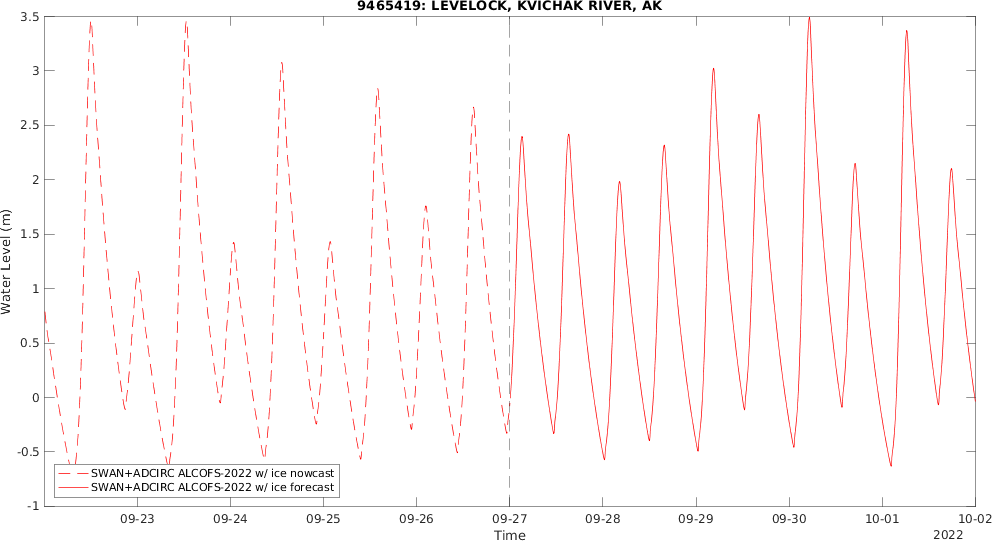 9465419: LEVELOCK, KVICHAK RIVER, AK
3.5
3
2.5
2
1.5
1
0.5
0
-0.5
-1
Water Level (m)
SWAN+ADCIRC ALCOFS-2022 w/ ice nowcast
SWAN+ADCIRC ALCOFS-2022 w/ ice forecast
09-23 09-24 09-25 09-26 09-27 09-28 09-29 09-30 10-01 10-02
Time
2022